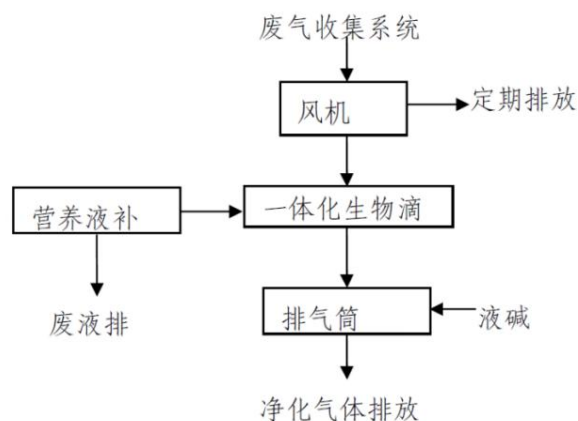 废气收集系统
风机
定期排放
营养液补
一体化生物滴
废液排
排气筒
液碱
净化气体排放